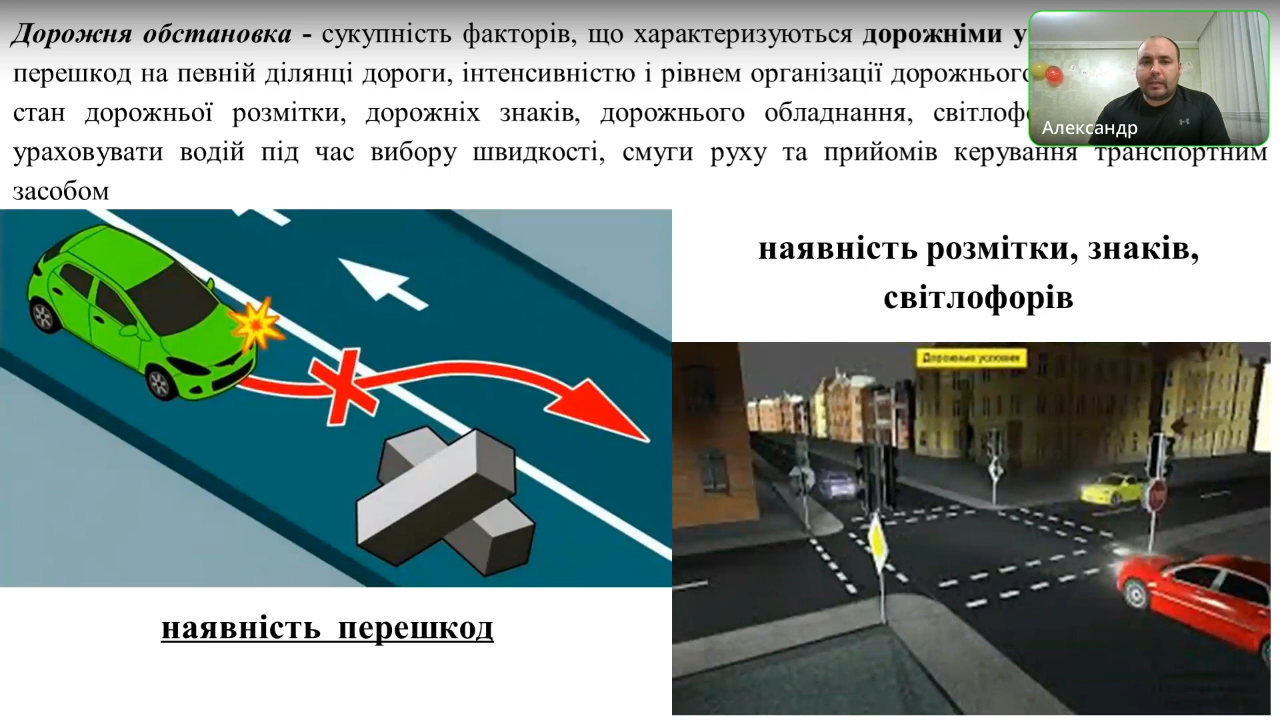 Дорожня обстановка - сукупність факторів, що характеризуються дорожніми у
перешкод на певній ділянці дороги, інтенсивністю і рівнем організації дорожнього
стан дорожньої розмітки, дорожніх знаків, дорожнього обладнання,
ураховувати водій під час вибору швидкості, смуги руху та прийомів керування транспортним
засобом
Александр
наявність розмітки, знаків,
світлофорів
Дорожные условия
наявність перешкод